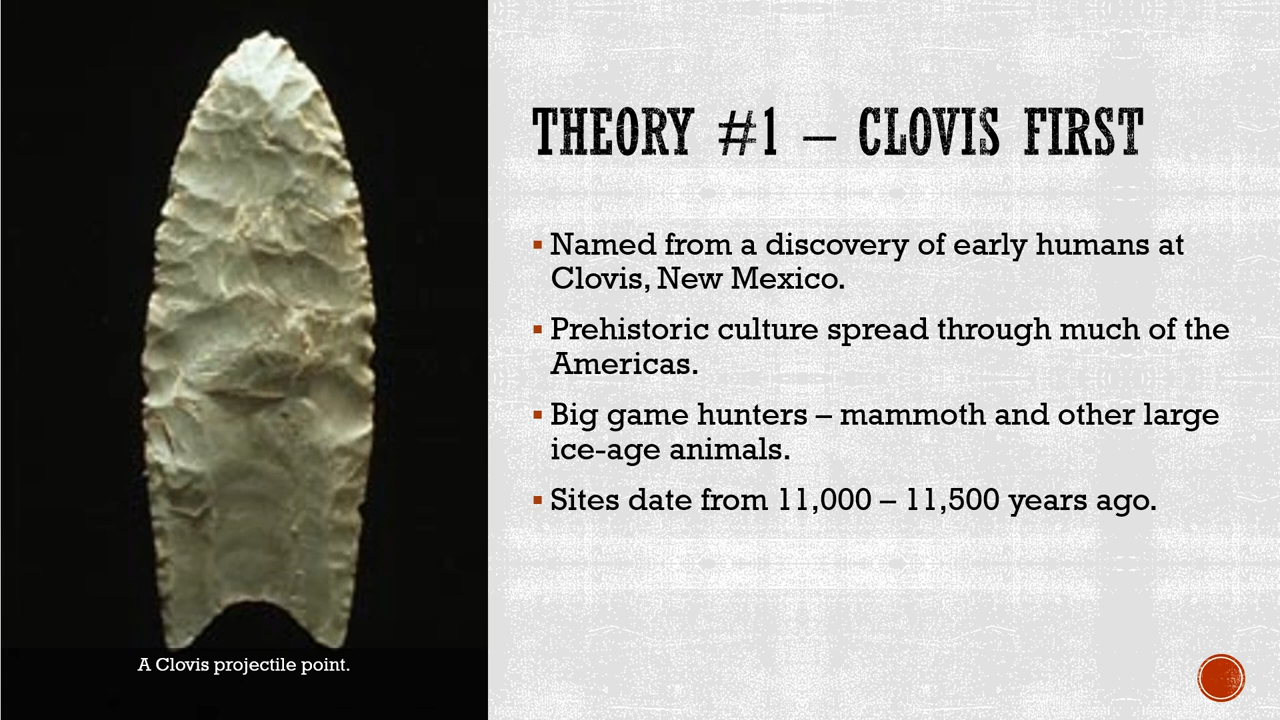 THEORY #1 – CLOVIS FIRST
▪ Named from a discovery of early humans at
Clovis, New Mexico.
▪ Prehistoric culture spread through much of the
Americas.
▪ Big game hunters – mammoth and other large
ice-age animals.
▪ Sites date from 11,000 – 11,500 years ago.
A Clovis projectile point.